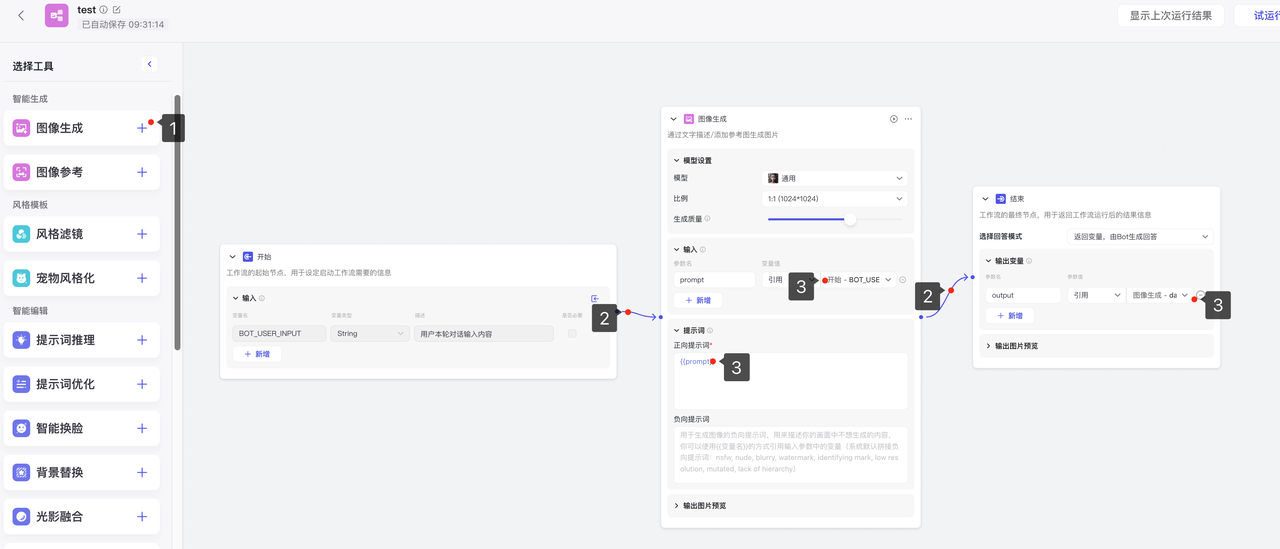 test
已自动保存 09:31:14
显示上次运行结果
试运行
选择工具
智能生成
图像生成
1
图像参考
风格模板
风格滤镜
宠物风格化
智能编辑
提示词推理
提示词优化
智能换脸
背景替换
光影融合
开始
工作流的起始节点，用于设定启动工作流需要的信息
输入
变量名 变量类型 描述 是否必要
BOT_USER_INPUT String 用户本轮对话输入内容
新增
2
图像生成
通过文字描述/添加参考图生成图片
模型设置
模型 通用
比例 1:1 (1024*1024)
生成质量
输入
参数名 变量值
prompt 引用 3 开始 - BOT_USE
新增
提示词
正向提示词*
{{prompt
3
负向提示词
用于生成图像的负向提示词，用来描述你的画面中不想生成的内容，
你可以使用{{变量名}}的方式引用输入参数中的变量（系统默认拼接负
向提示词：nsfw, nude, blurry, watermark, identifying mark, low res
olution, mutated, lack of hierarchy)
输出图片预览
2
结束
工作流的最终节点，用于返回工作流运行后的结果信息
选择回答模式 返回变量，由Bot生成回答
输出变量
参数名 参数值
output 引用 图像生成 - da
3
新增
输出图片预览